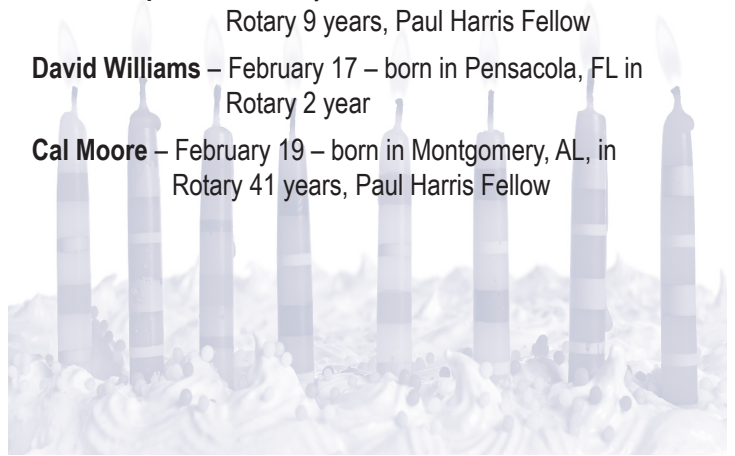 Rotary 9 years, Paul Harris Fellow
David Williams – February 17 – born in Pensacola, FL in
Rotary 2 year
Cal Moore – February 19 – born in Montgomery, AL, in
Rotary 41 years, Paul Harris Fellow